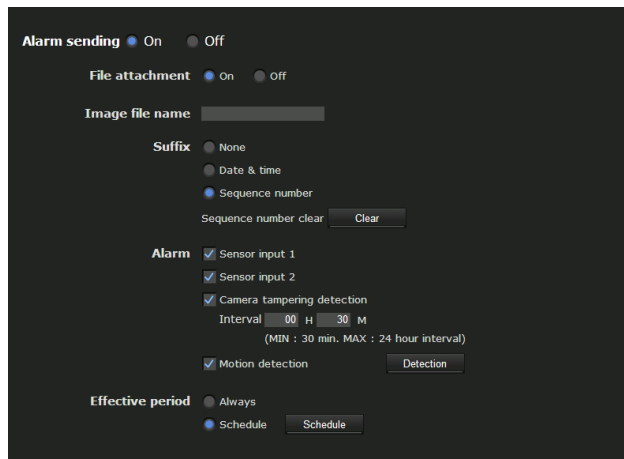 Alarm sending On Off
File attachment On Off
Image file name
Suffix None
Date & time
Sequence number
Sequence number clear Clear
Alarm Sensor input 1
Sensor input 2
Camera tampering detection
Interval 00 H 30 M
(MIN : 30 min. MAX : 24 hour interval)
Motion detection Detection
Effective period Always
Schedule Schedule